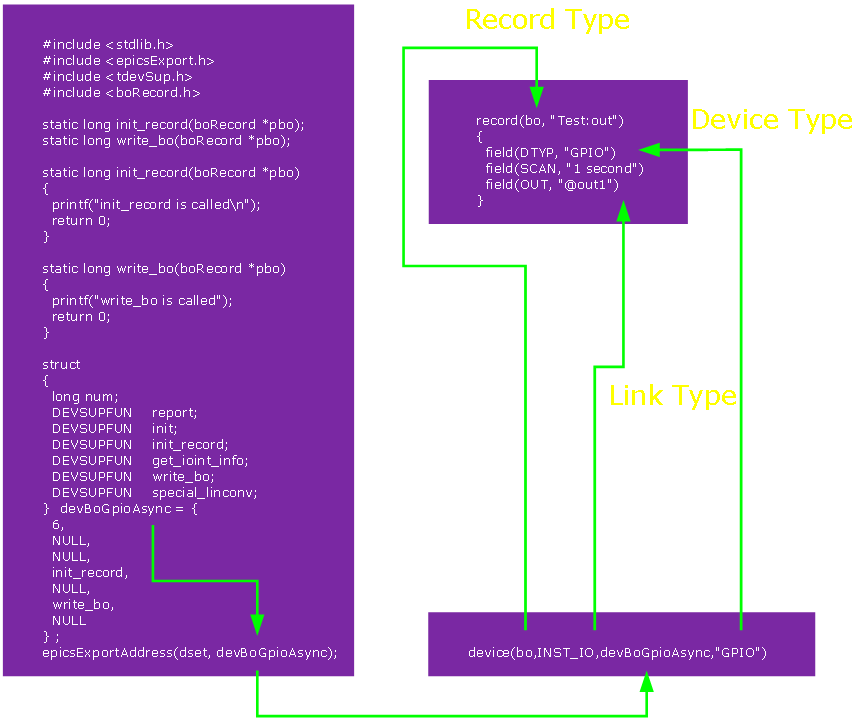 #include <stdlib.h>
#include <epicsExport.h>
#include <tdevSup.h>
#include <boRecord.h>
static long init_record(boRecord *pbo);
static long write_bo(boRecord *pbo);
static long init_record(boRecord *pbo)
{
printf("init_record is called\n");
return 0;
}
static long write_bo(boRecord *pbo)
{
printf("write_bo is called");
return 0;
}
struct
{
long num;
DEVSUPFUN report;
DEVSUPFUN init;
DEVSUPFUN init_record;
DEVSUPFUN get_ioint_info;
DEVSUPFUN write_bo;
DEVSUPFUN special_linconv;
} devBoGpioAsync = {
6,
NULL,
NULL,
init_record,
NULL,
write_bo,
NULL
} ;
epicsExportAddress(dset, devBoGpioAsync);
Record Type
record(bo, "Test:out")
{
field(DTYP, "GPIO")
field(SCAN, "1 second")
field(OUT, "@out1")
}
Device Type
Link Type
device(bo,INST_IO,devBoGpioAsync,"GPIO")